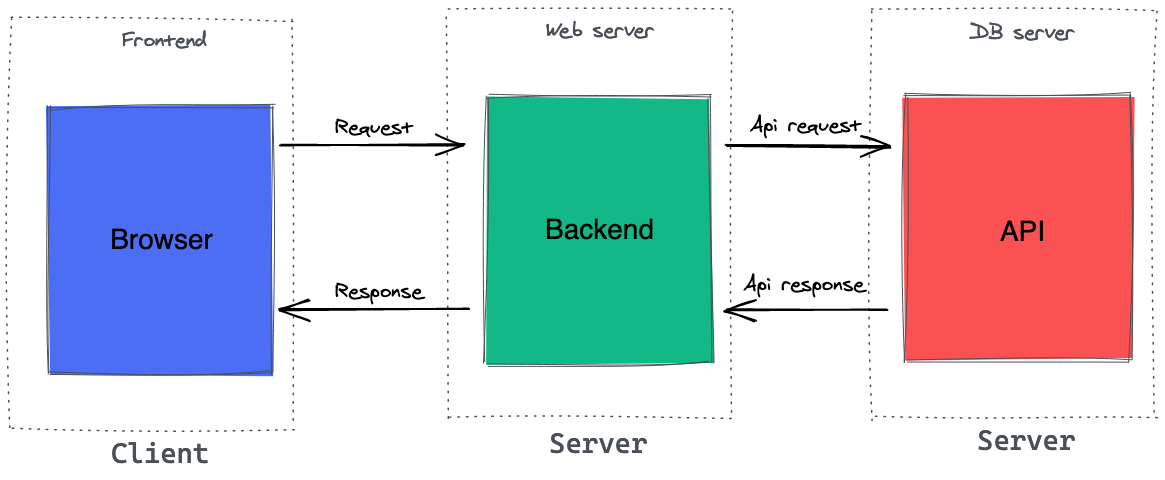 Frontend
Web server
DB server
Request
Api request
Browser
Backend
API
Response
Api response
Client
Server
Server